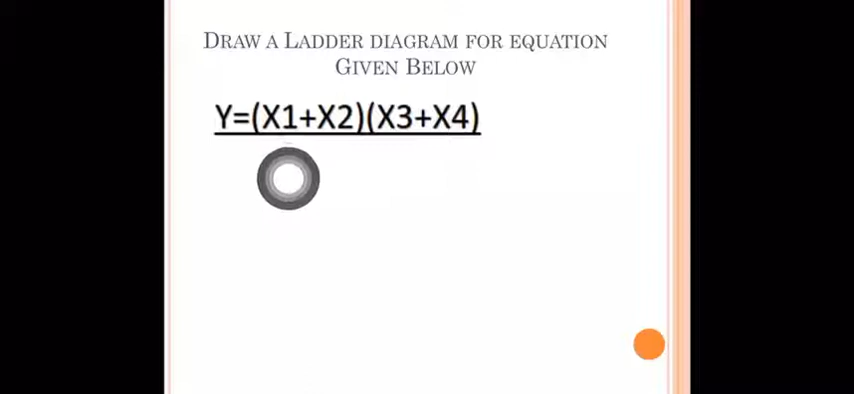 DRAW A LADDER DIAGRAM FOR EQUATION
GIVEN BELOW
Y=(X1+X2)(X3+X4)